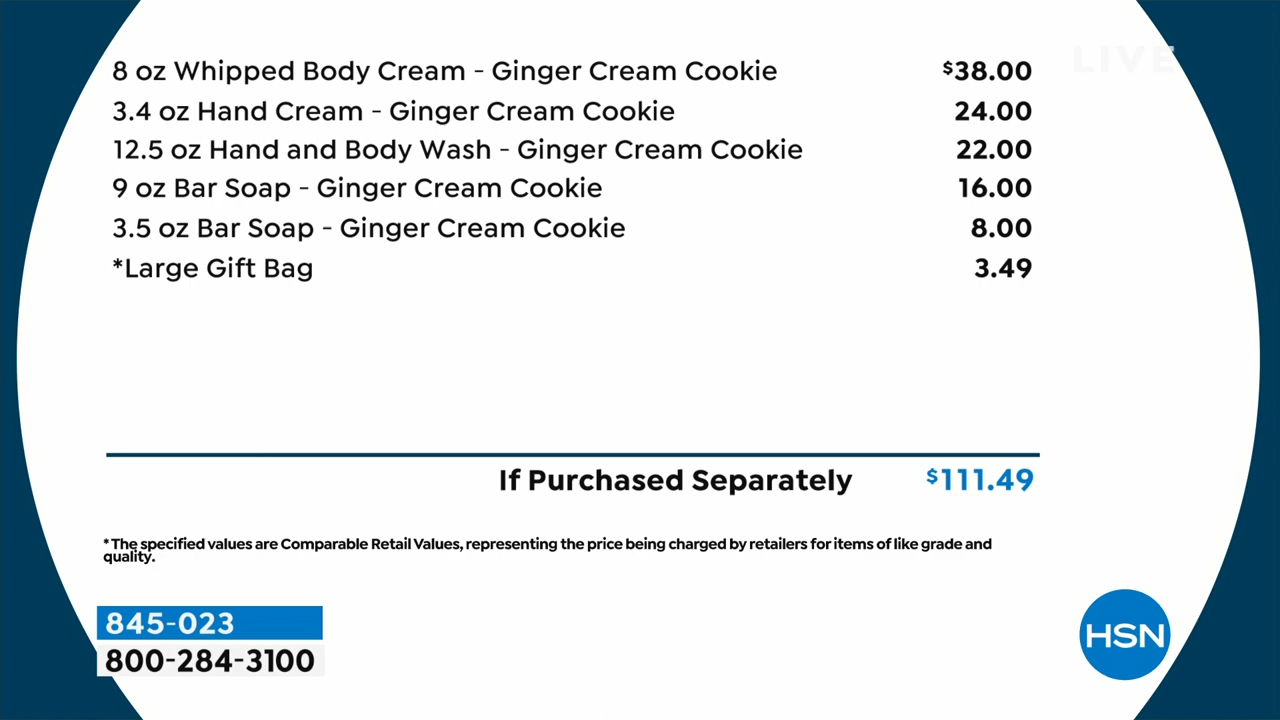 LIVE
8 oz Whipped Body Cream - Ginger Cream Cookie $38.00
3.4 oz Hand Cream - Ginger Cream Cookie 24.00
12.5 oz Hand and Body Wash - Ginger Cream Cookie 22.00
9 oz Bar Soap - Ginger Cream Cookie 16.00
3.5 oz Bar Soap - Ginger Cream Cookie 8.00
*Large Gift Bag 3.49
If Purchased Separately $111.49
*The specified values are Comparable Retail Values, representing the price being charged by retailers for items of like grade and
quality.
845-023
800-284-3100
HSN